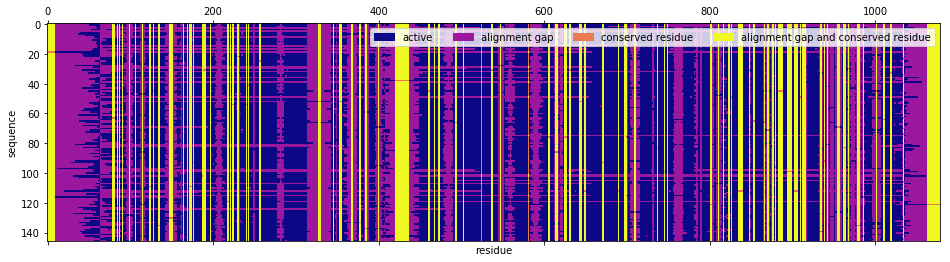 0 200 400 600 800 1000
0
active alignment gap conserved residue alignment gap and conserved residue
20
40
60
sequence
80
100
120
140
residue